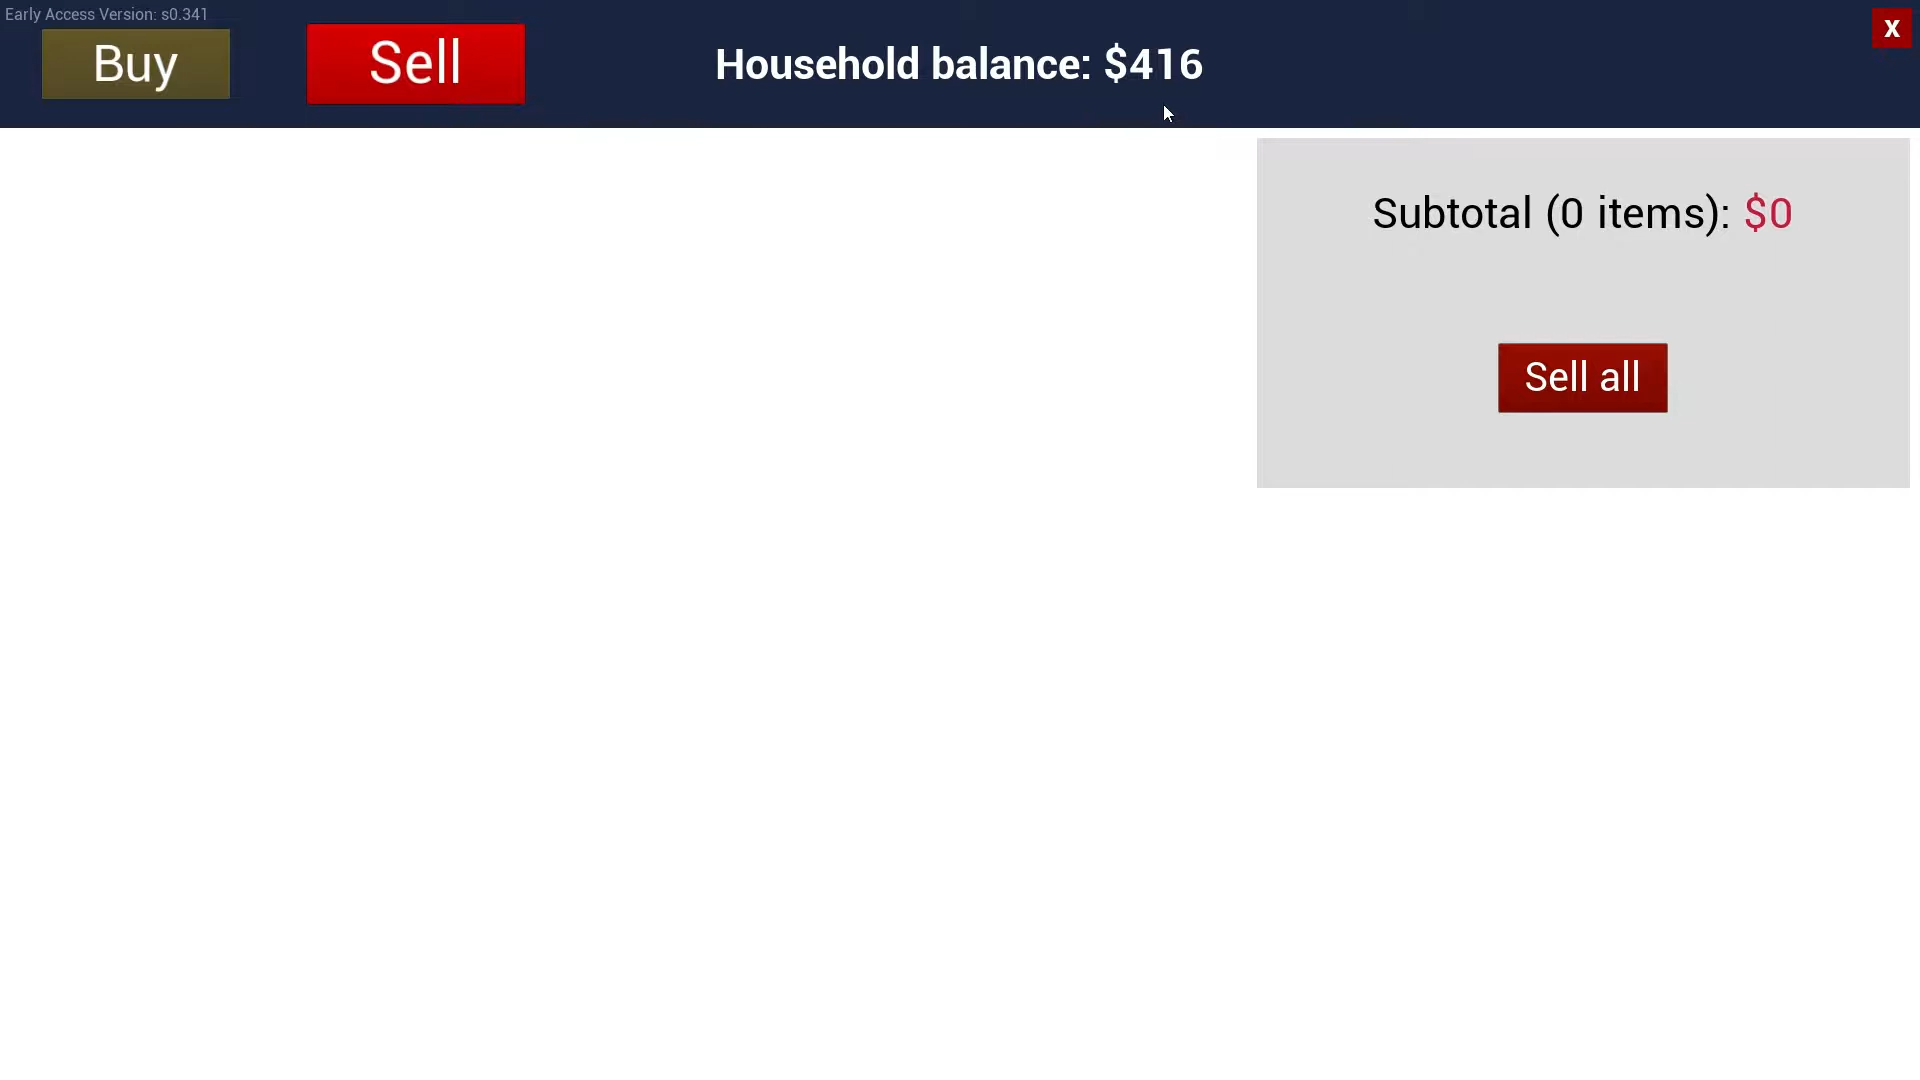 Early Access Version: s0.341
Buy
Sell
Household balance: $416
x
Subtotal (0 items): $0
Sell all